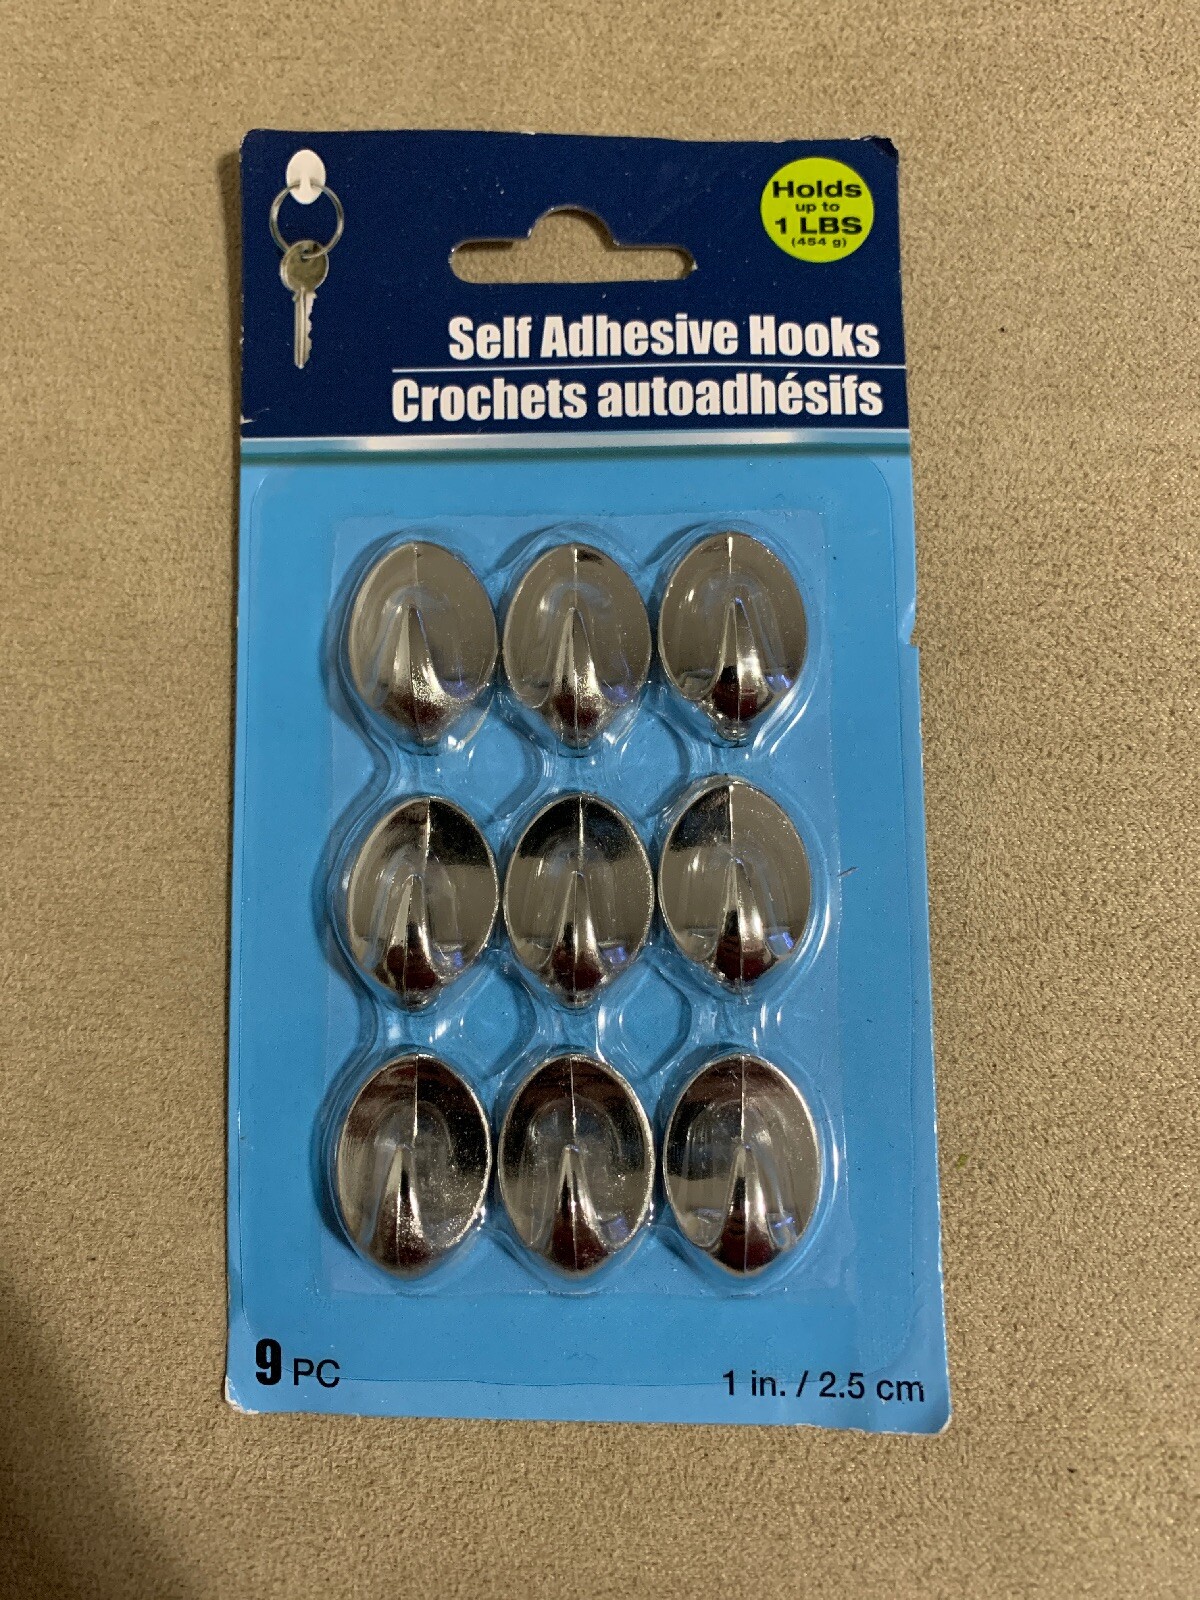 Holds
up to
1 LBS
(454 g)
Self Adhesive Hooks
Crochets autoadhésifs
9 PC
1 in. / 2.5 cm